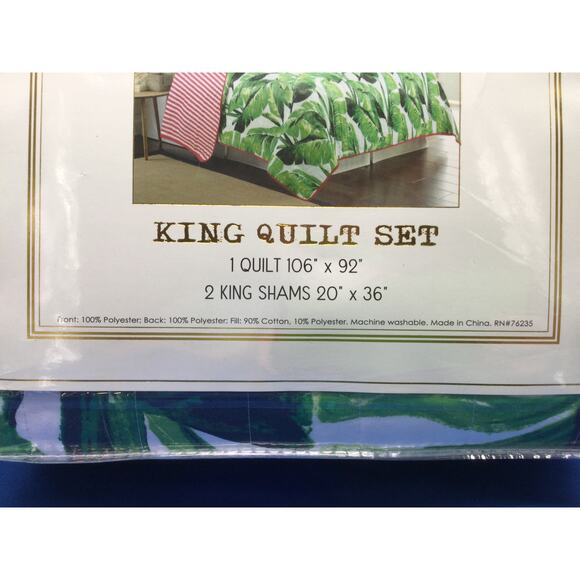 KING QUILT SET
1 QUILT 106" x 92"
2 KING SHAMS 20" x 36"
Front: 100% Polyester; Back: 100% Polyester; Fill: 90% Cotton, 10% Polyester. Machine washable. Made in China. RN#76235